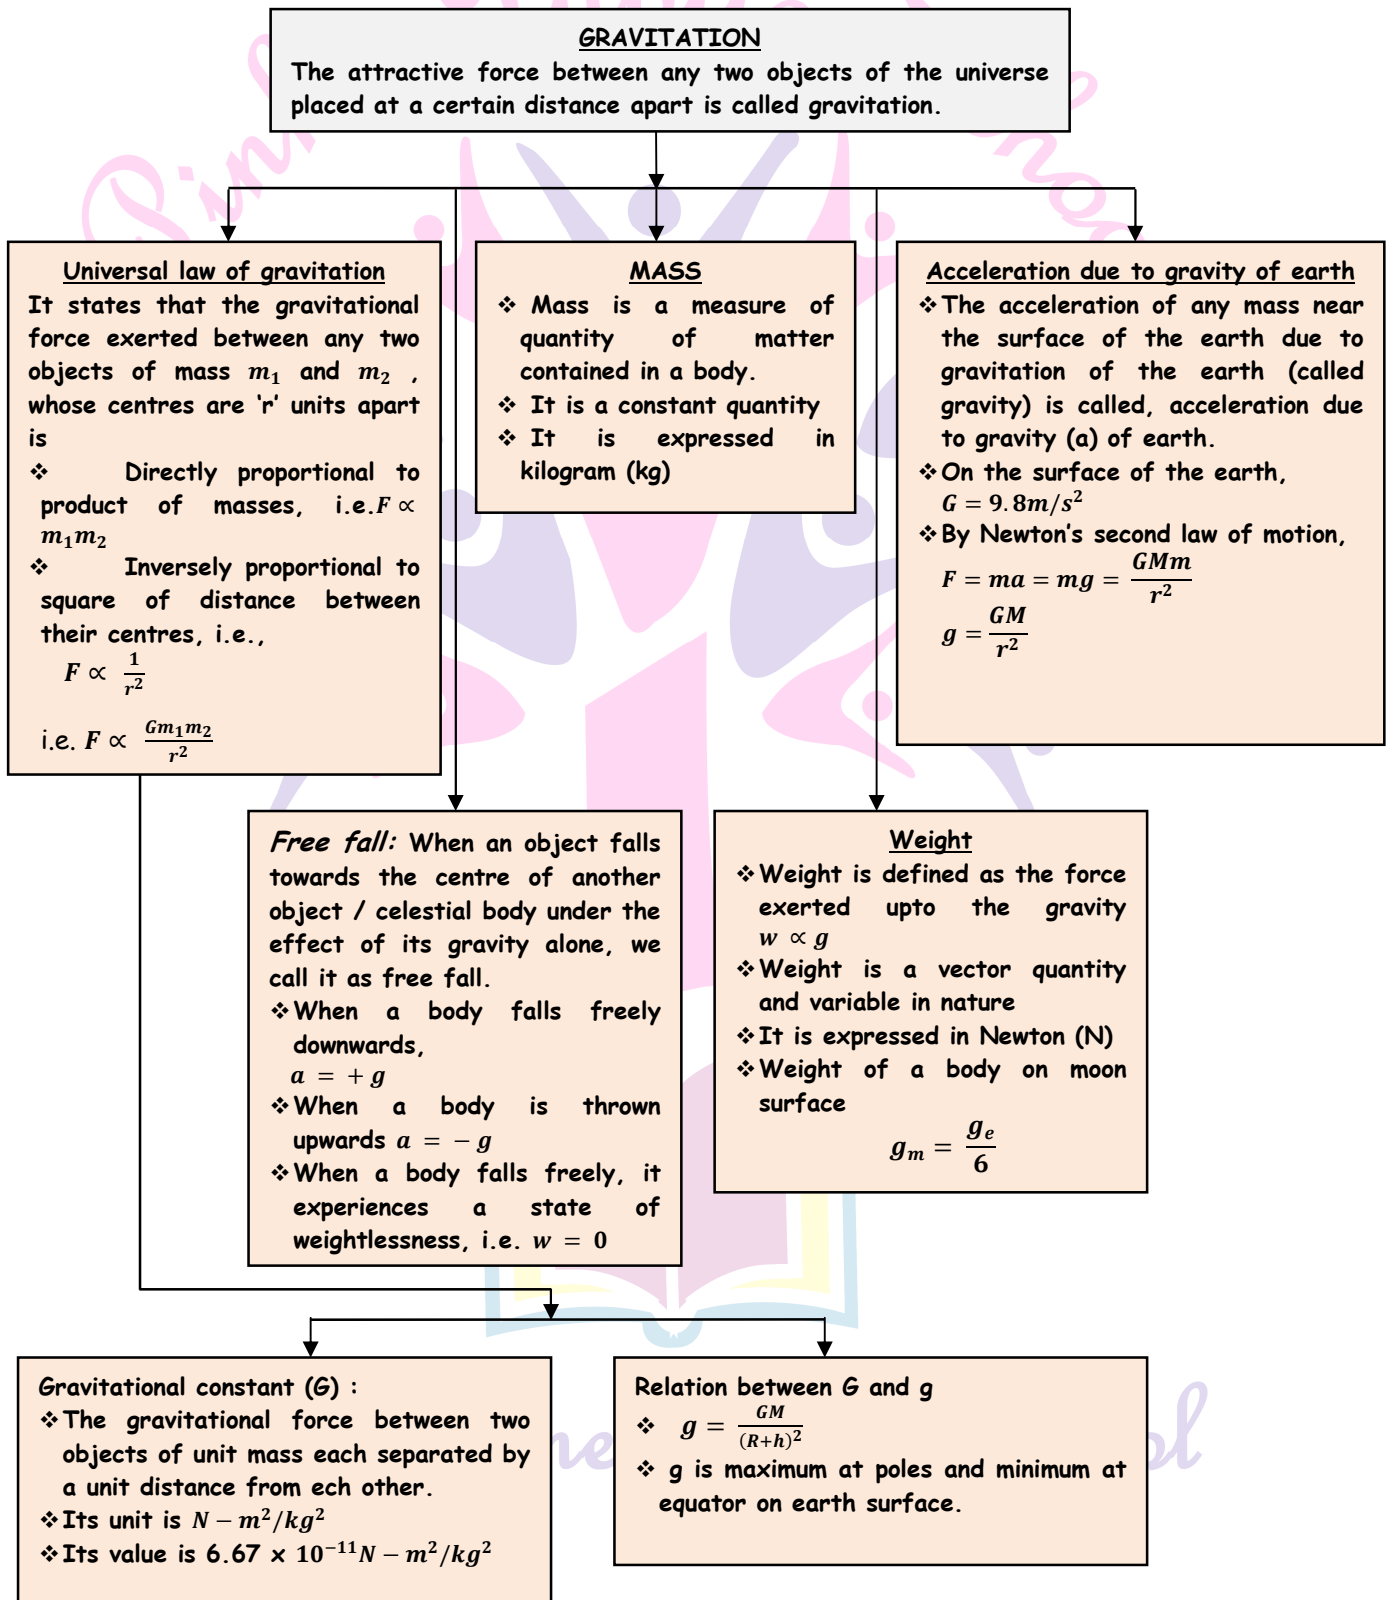 GRAVITATION
The attractive force between any two objects of the universe
placed at a certain distance apart is called gravitation.
Universal law of gravitation
It states that the gravitational
force exerted between any two
objects of mass m₁ and m₂ ,
whose centres are ‘r’ units apart
is
❖ Directly proportional to
product of masses, i.e.F ∝
m₁m₂
❖ Inversely proportional to
square of distance between
their centres, i.e.,
F ∝ 1/r²
i.e. F ∝ Gm₁m₂/r²
MASS
❖ Mass is a measure of
quantity of matter
contained in a body.
❖ It is a constant quantity
❖ It is expressed in
kilogram (kg)
Acceleration due to gravity of earth
❖The acceleration of any mass near
the surface of the earth due to
gravitation of the earth (called
gravity) is called, acceleration due
to gravity (a) of earth.
❖On the surface of the earth,
G = 9.8m/s²
❖By Newton’s second law of motion,
F = ma = mg = GMm/r²
g = GM/r²
Free fall: When an object falls
towards the centre of another
object / celestial body under the
effect of its gravity alone, we
call it as free fall.
❖When a body falls freely
downwards,
a = + g
❖When a body is thrown
upwards a = − g
❖When a body falls freely, it
experiences a state of
weightlessness, i.e. w = 0
Weight
❖Weight is defined as the force
exerted upto the gravity
w ∝ g
❖Weight is a vector quantity
and variable in nature
❖It is expressed in Newton (N)
❖Weight of a body on moon
surface
gₘ = gₑ/6
Gravitational constant (G) :
❖The gravitational force between two
objects of unit mass each separated by
a unit distance from ech other.
❖Its unit is N − m²/kg²
❖Its value is 6.67 x 10⁻¹¹N − m²/kg²
Relation between G and g
❖ g = GM/(R+h)²
❖ g is maximum at poles and minimum at
equator on earth surface.